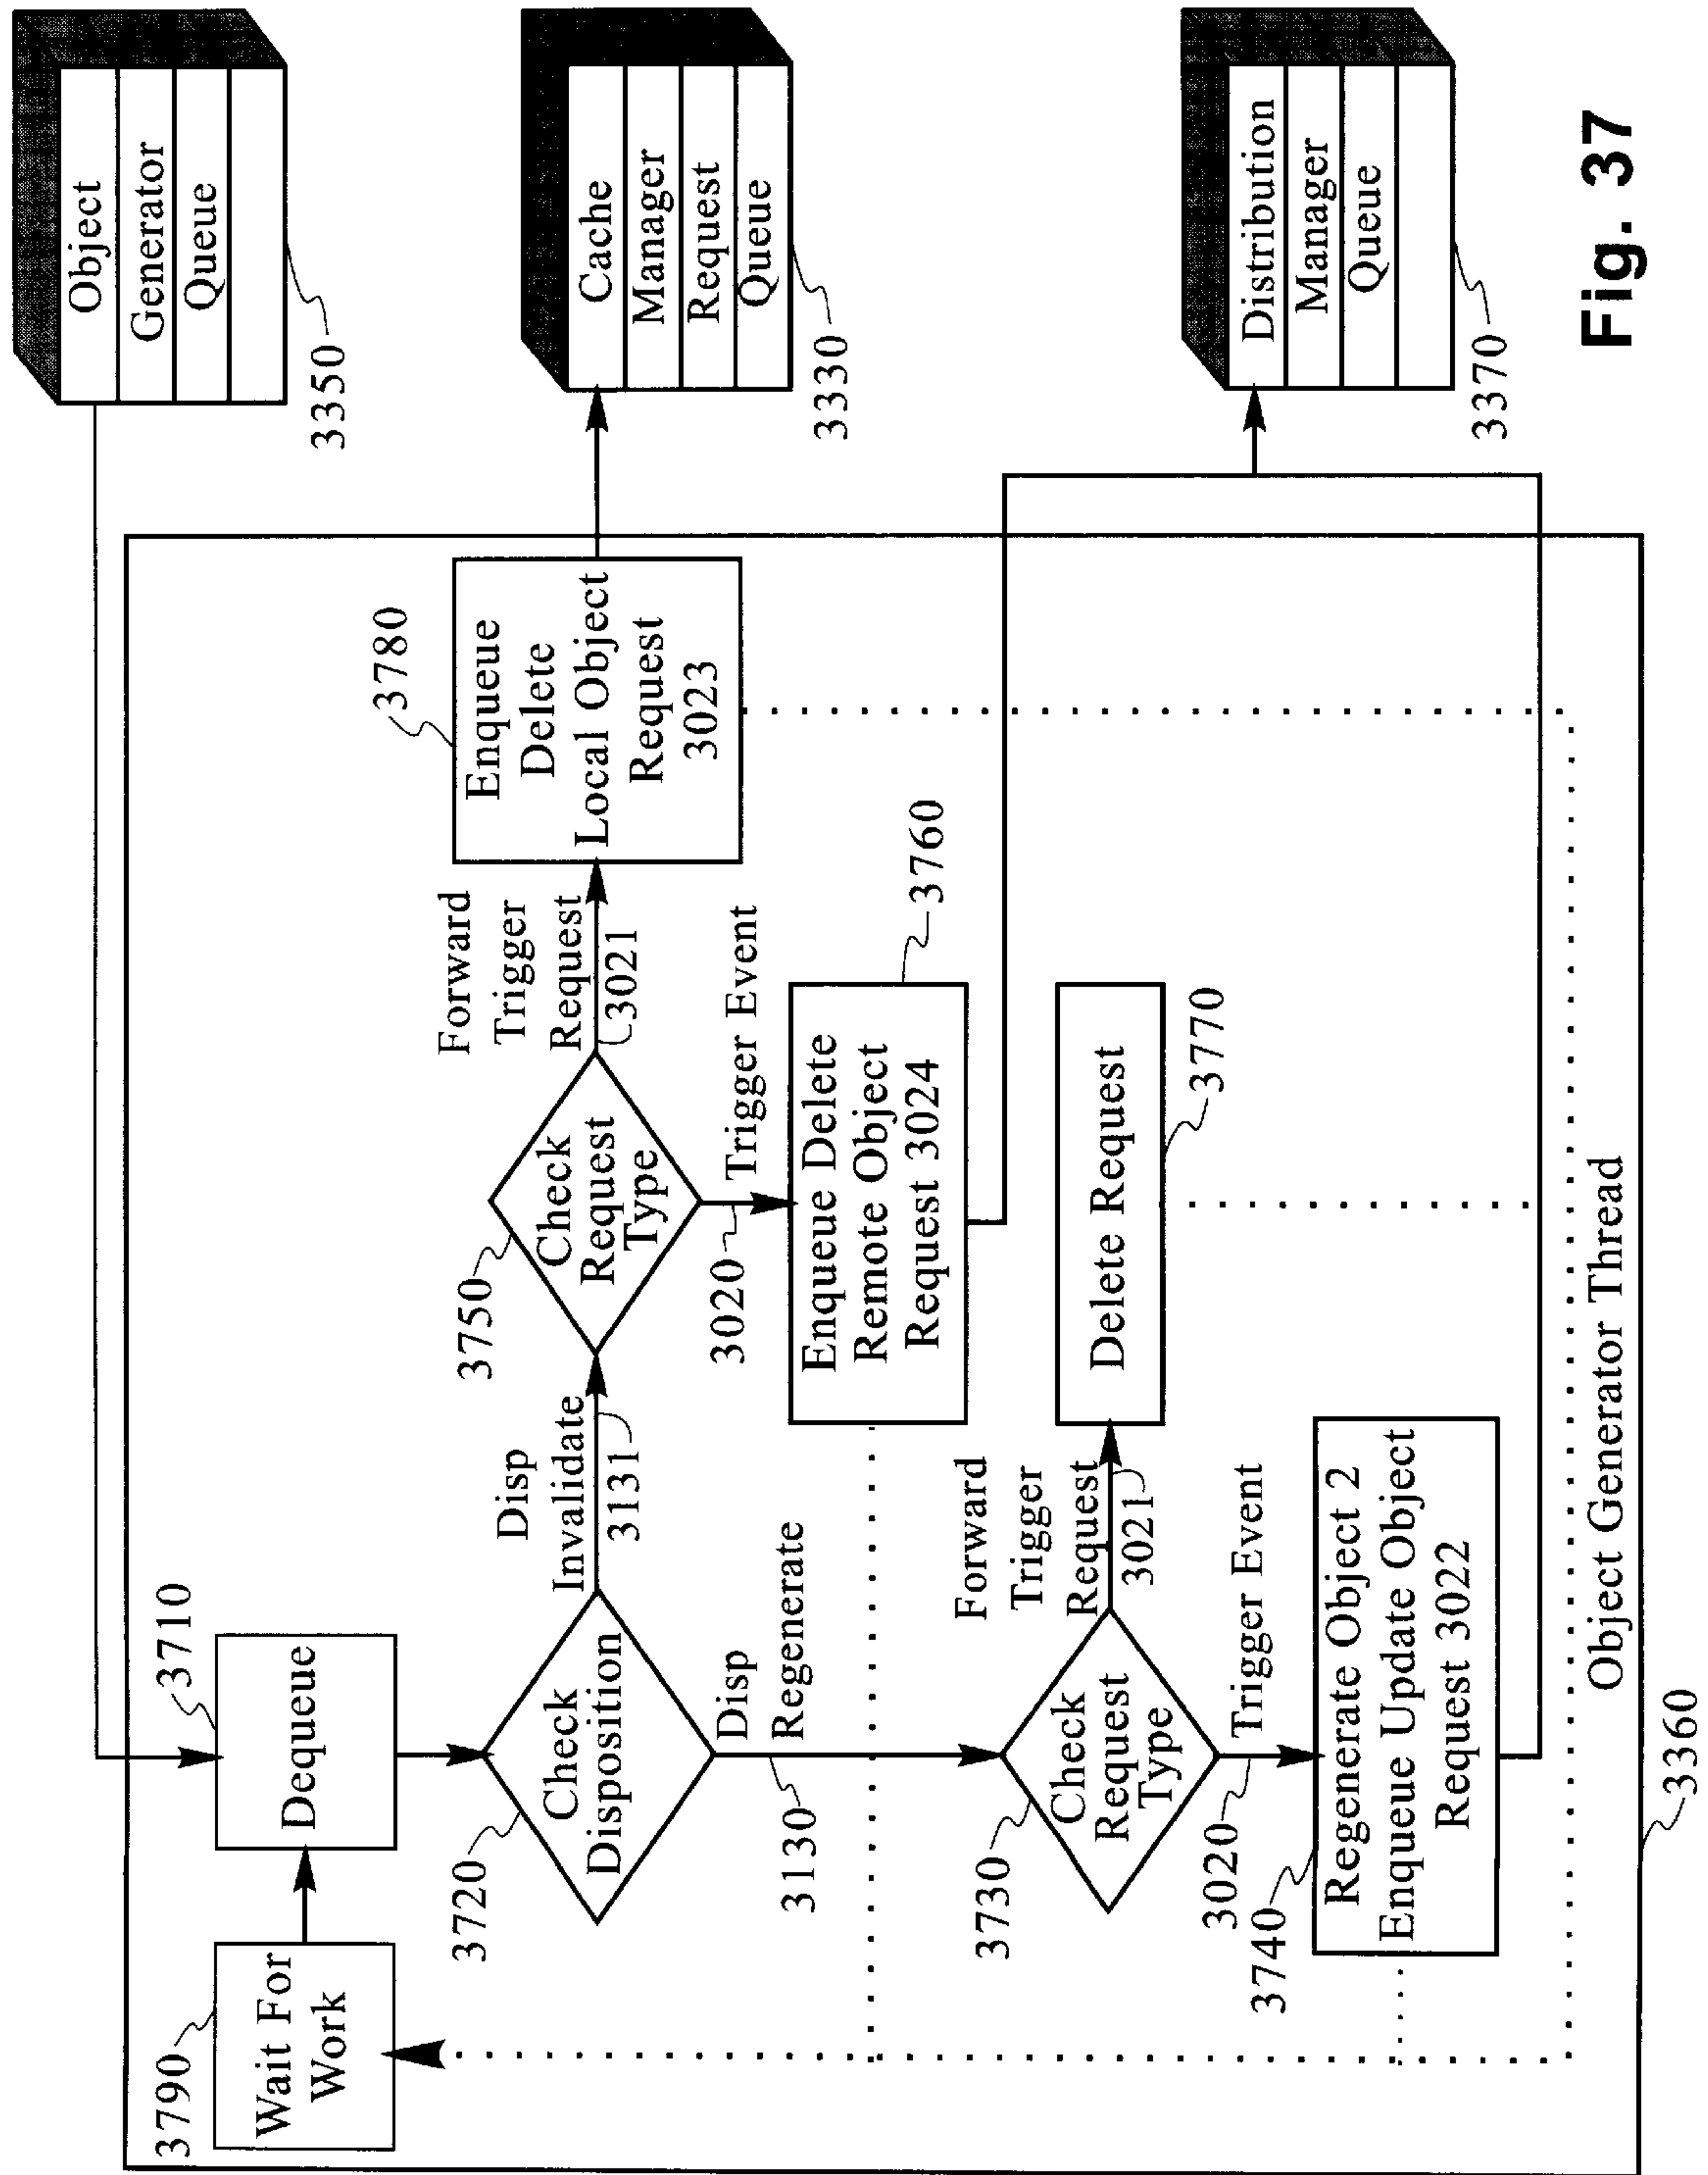 3790
Wait For
Work
3710
Dequeue
Object
Generator
Queue
3350
3720
Check
Disposition
Disp
Invalidate
3131
3750
Check
Request
Type
Forward
Trigger
Request
3021
3780
Enqueue
Delete
Local Object
Request
3023
Cache
Manager
Request
Queue
3330
Disp
Regenerate
3130
3020
Trigger Event
Enqueue Delete
Remote Object
Request 3024
3760
3730
Check
Request
Type
Forward
Trigger
Request
3021
Delete Request
3770
3020
Trigger Event
3740
Regenerate Object 2
Enqueue Update Object
Request 3022
Distribution
Manager
Queue
3370
Object Generator Thread
3360
Fig. 37